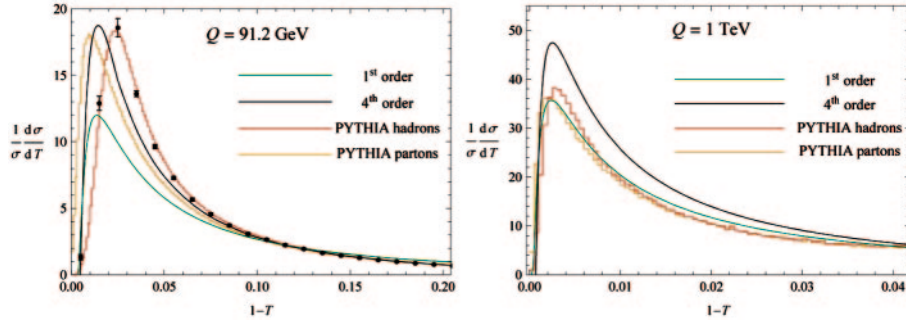 Q = 91.2 GeV
1st order
4th order
PYTHIA hadrons
PYTHIA partons
1 dσ
σ dT
20
15
10
5
0
0.00 0.05 0.10 0.15 0.20
1-T
Q = 1 TeV
1st order
4th order
PYTHIA hadrons
PYTHIA partons
1 dσ
σ dT
50
40
30
20
10
0
0.00 0.01 0.02 0.03 0.04
1-T